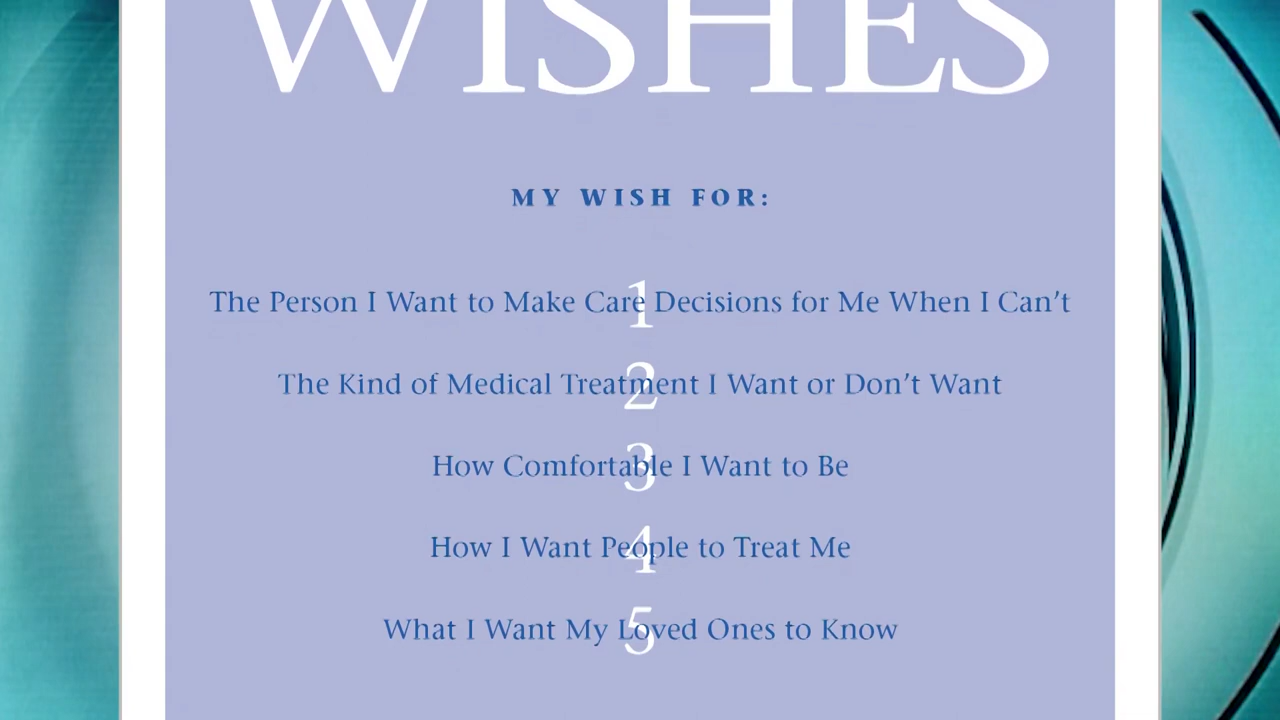 WISHES
MY WISH FOR:
1
The Person I Want to Make Care Decisions for Me When I Can’t
2
The Kind of Medical Treatment I Want or Don’t Want
3
How Comfortable I Want to Be
4
How I Want People to Treat Me
5
What I Want My Loved Ones to Know